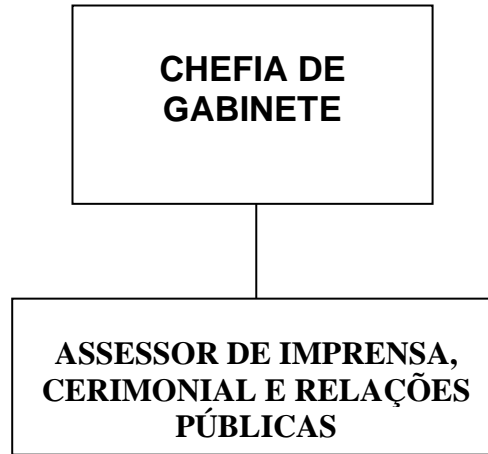 CHEFIA DE
GABINETE
ASSESSOR DE IMPRENSA,
CERIMONIAL E RELAÇÕES
PÚBLICAS